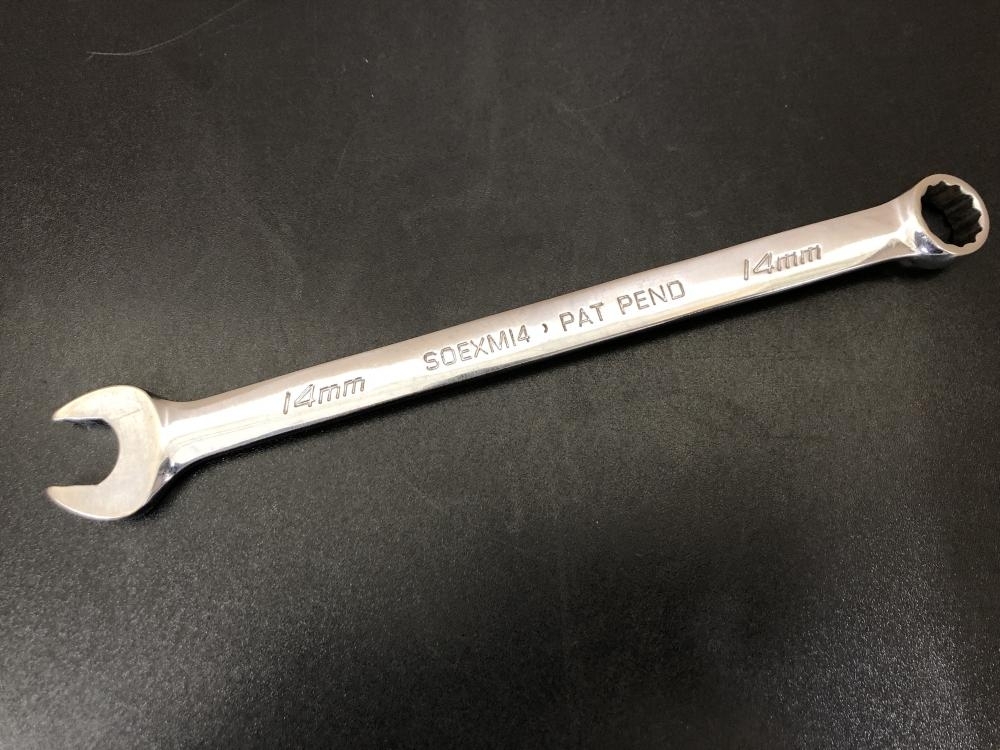 14mm SOEXM14 , PAT PEND 14mm